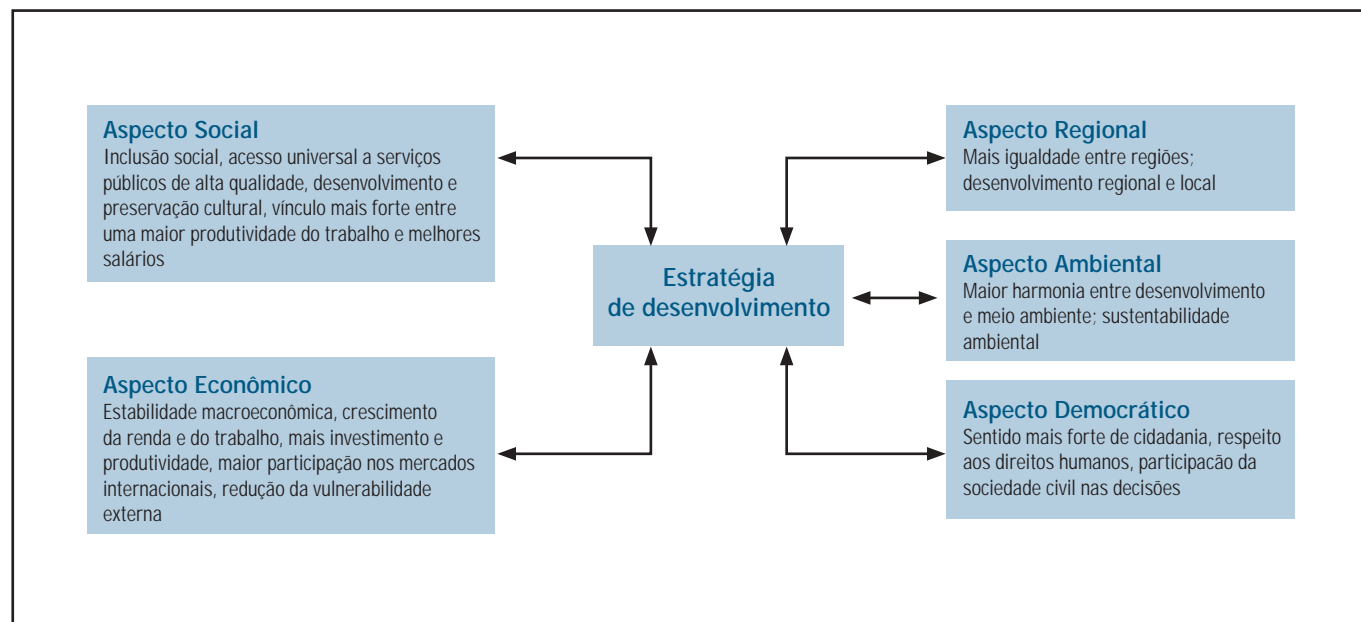 Aspecto Social
Inclusão social, acesso universal a serviços
públicos de alta qualidade, desenvolvimento e
preservação cultural, vínculo mais forte entre
uma maior produtividade do trabalho e melhores
salários
Aspecto Econômico
Estabilidade macroeconômica, crescimento
da renda e do trabalho, mais investimento e
produtividade, maior participação nos mercados
internacionais, redução da vulnerabilidade
externa
Estratégia
de desenvolvimento
Aspecto Regional
Mais igualdade entre regiões;
desenvolvimento regional e local
Aspecto Ambiental
Maior harmonia entre desenvolvimento
e meio ambiente; sustentabilidade
ambiental
Aspecto Democrático
Sentido mais forte de cidadania, respeito
aos direitos humanos, participacão da
sociedade civil nas decisões